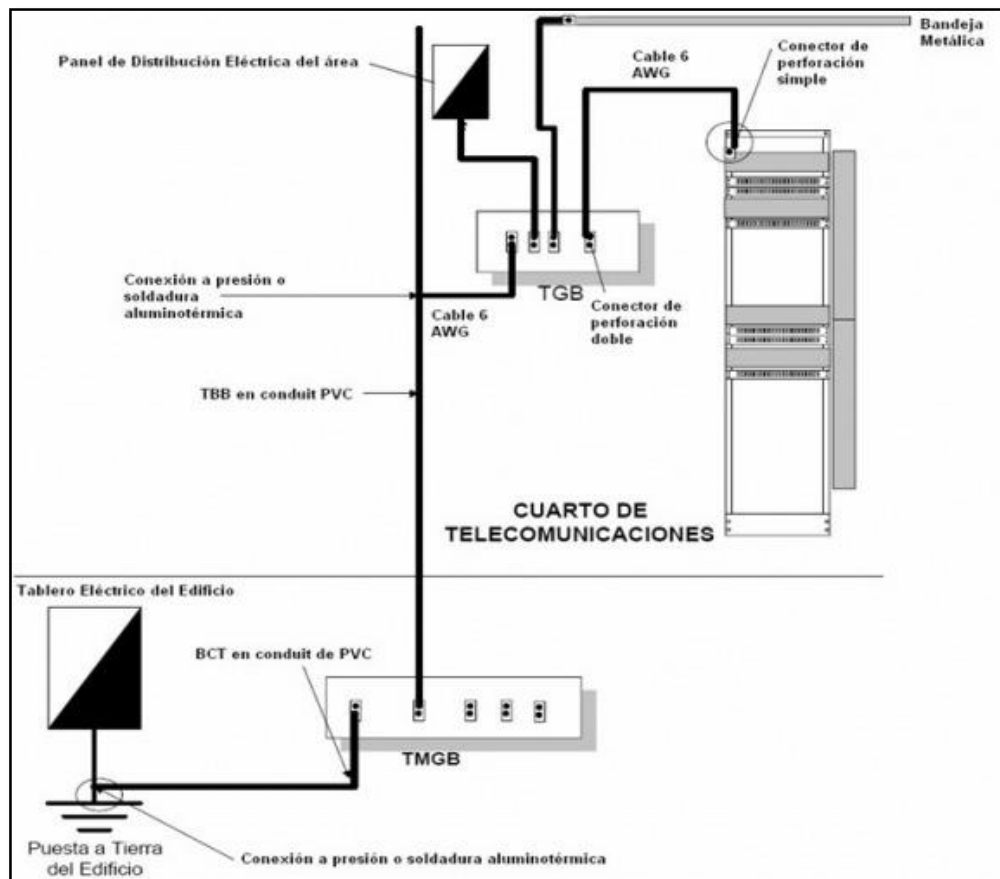 Bandeja
Metálica
Conector de
perforación
simple
Cable 6
AWG
Panel de Distribución Eléctrica del área
TGB
Conexión a presión o
soldadura
aluminotérmica
Cable 6
AWG
Conector de
perforación
doble
TBB en conduit PVC
CUARTO DE
TELECOMUNICACIONES
Tablero Eléctrico del Edificio
BCT en conduit de PVC
TMGB
Puesta a Tierra
del Edificio
Conexión a presión o soldadura aluminotérmica